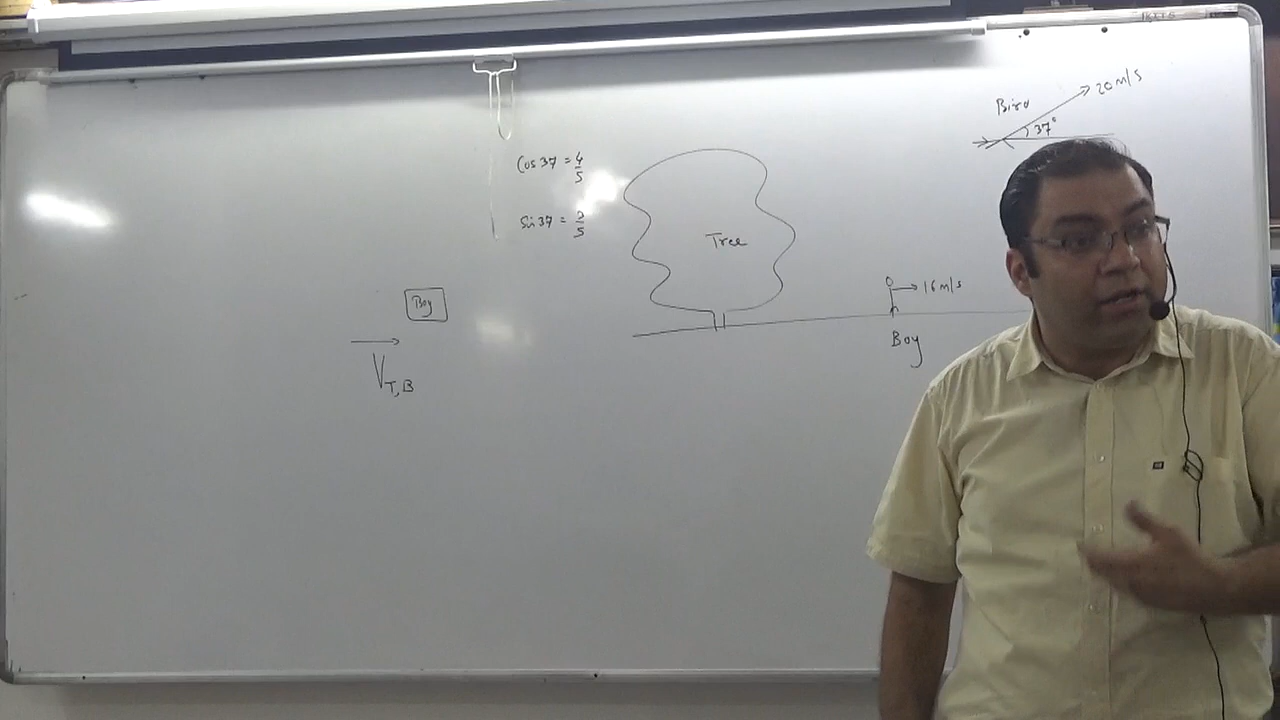 Cos 37 = 4/5
Sin 37 = 3/5
Tree
Bird
20 m/s
37°
16 m/s
Boy
Boy
V T, B